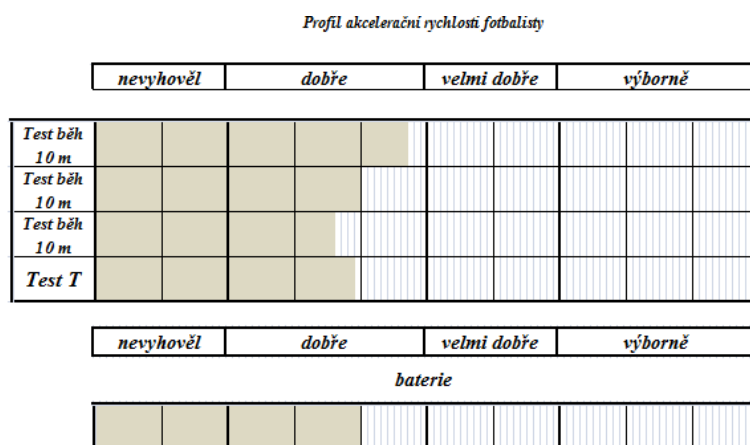 Profil akcelerační rychlosti fotbalisty
nevyhověl dobře velmi dobře výborně
Test běh
10 m
Test běh
10 m
Test běh
10 m
Test T
nevyhověl dobře velmi dobře výborně
baterie